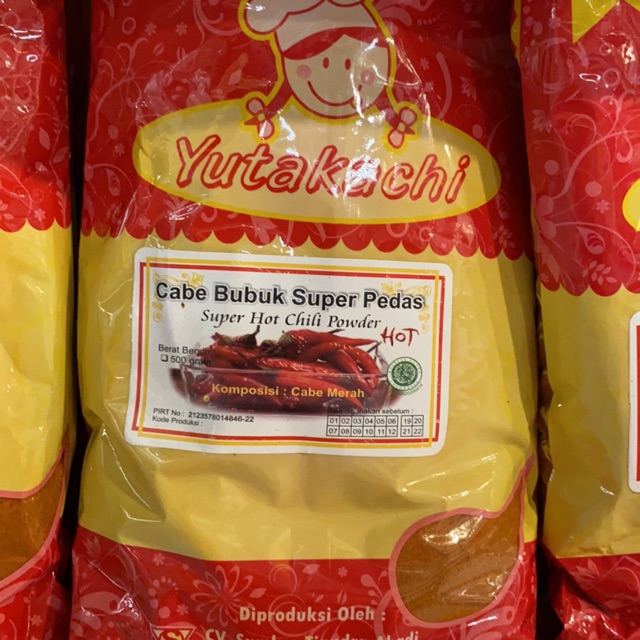 Yutakachi
Cabe Bubuk Super Pedas
Super Hot Chili Powder
HOT
Berat
500
Komposisi : Cabe Merah
PIRT No : 2123578014846-22
Kode Produksi :
sebelum :
01 02 03 04 05 06 19 20
07 08 09 10 11 12 21 22
Diproduksi Oleh :
CV.